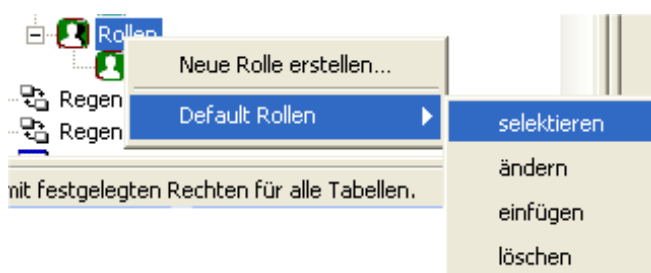 Rollen
Neue Rolle erstellen...
Regen
Default Rollen
selektieren
Regen
ändern
mit festgelegten Rechten für alle Tabellen.
einfügen
löschen